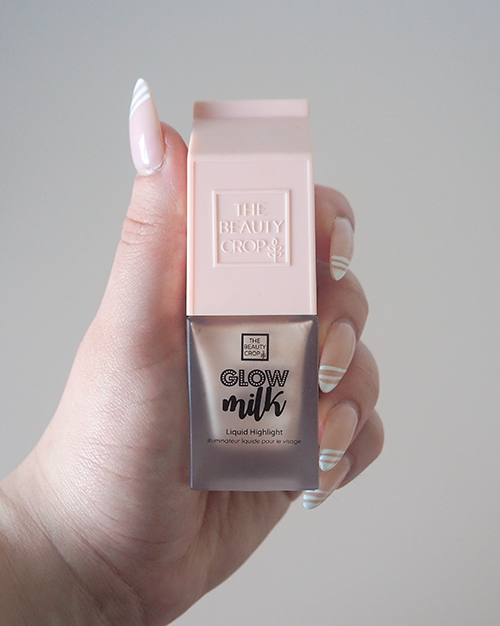 THE
BEAUTY
CROP
THE
BEAUTY
CROP
GLOW
milk
Liquid Highlight
illuminateur liquide pour le visage